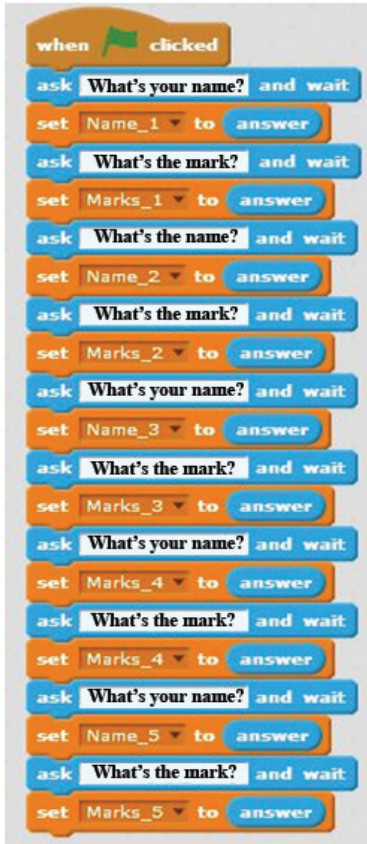 when clicked
ask What's your name? and wait
set Name_1 to answer
ask What's the mark? and wait
set Marks_1 to answer
ask What's the name? and wait
set Name_2 to answer
ask What's the mark? and wait
set Marks_2 to answer
ask What's your name? and wait
set Name_3 to answer
ask What's the mark? and wait
set Marks_3 to answer
ask What's your name? and wait
set Marks_4 to answer
ask What's the mark? and wait
set Marks_4 to answer
ask What's your name? and wait
set Name_5 to answer
ask What's the mark? and wait
set Marks_5 to answer